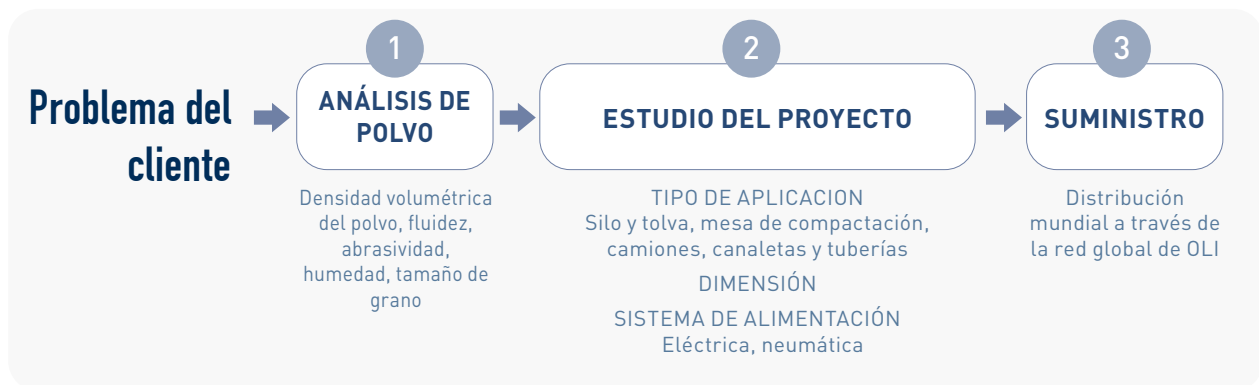 Problema del
cliente
1
ANÁLISIS DE
POLVO
Densidad volumétrica
del polvo, fluidez,
abrasividad,
humedad, tamaño de
grano
2
ESTUDIO DEL PROYECTO
TIPO DE APLICACION
Silo y tolva, mesa de compactación,
camiones, canaletas y tuberías
DIMENSIÓN
SISTEMA DE ALIMENTACIÓN
Eléctrica, neumática
3
SUMINISTRO
Distribución
mundial a través de
la red global de OLI